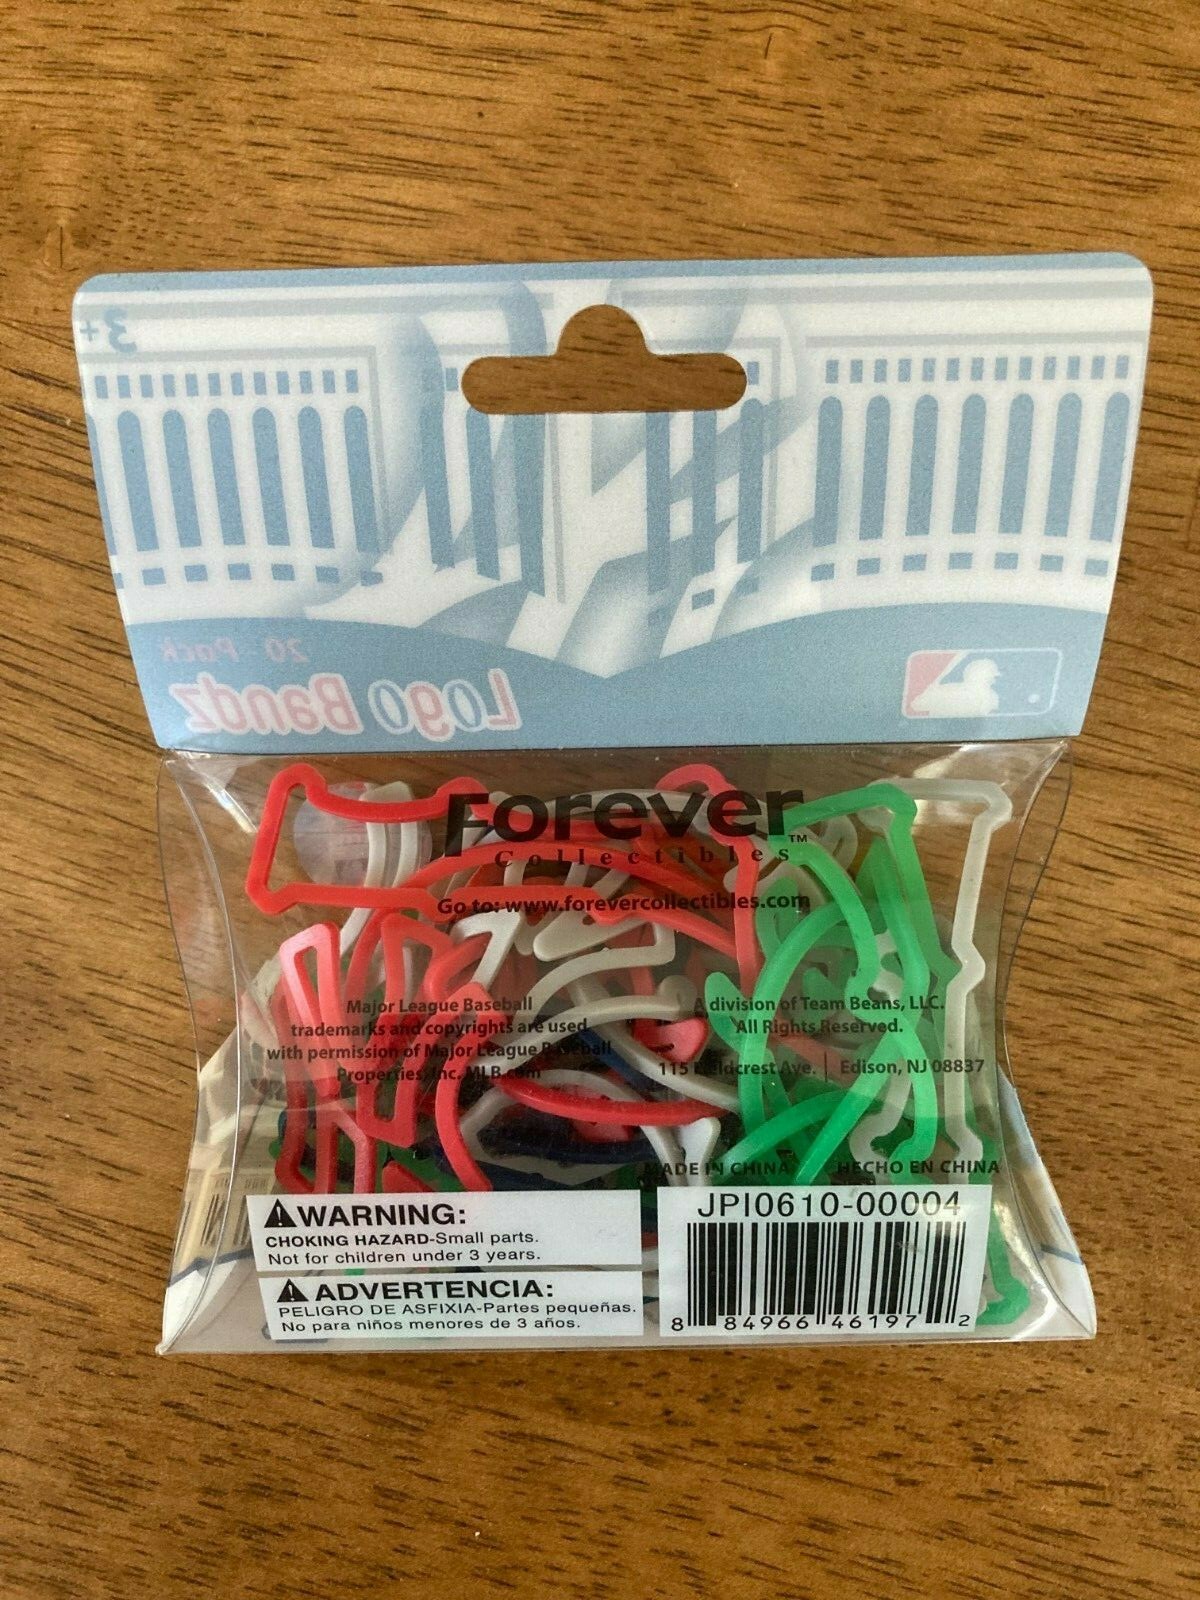 3+
20 - Pack
Logo Bandz
Forever™
Collectibles
Go to: www.forevercollectibles.com
Major League Baseball
trademarks and copyrights are used
with permission of Major League Baseball
Properties, Inc. MLB.com
A division of Team Beans, LLC.
All Rights Reserved.
115 Fieldcrest Ave. | Edison, NJ 08837
MADE IN CHINA HECHO EN CHINA
WARNING:
CHOKING HAZARD-Small parts.
Not for children under 3 years.
ADVERTENCIA:
PELIGRO DE ASFIXIA-Partes pequeñas.
No para niños menores de 3 años.
JPI0610-00004
8 84966 46197 2